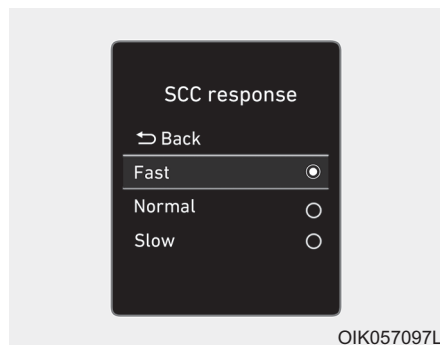 SCC response
Back
Fast
Normal
Slow
OIK057097L